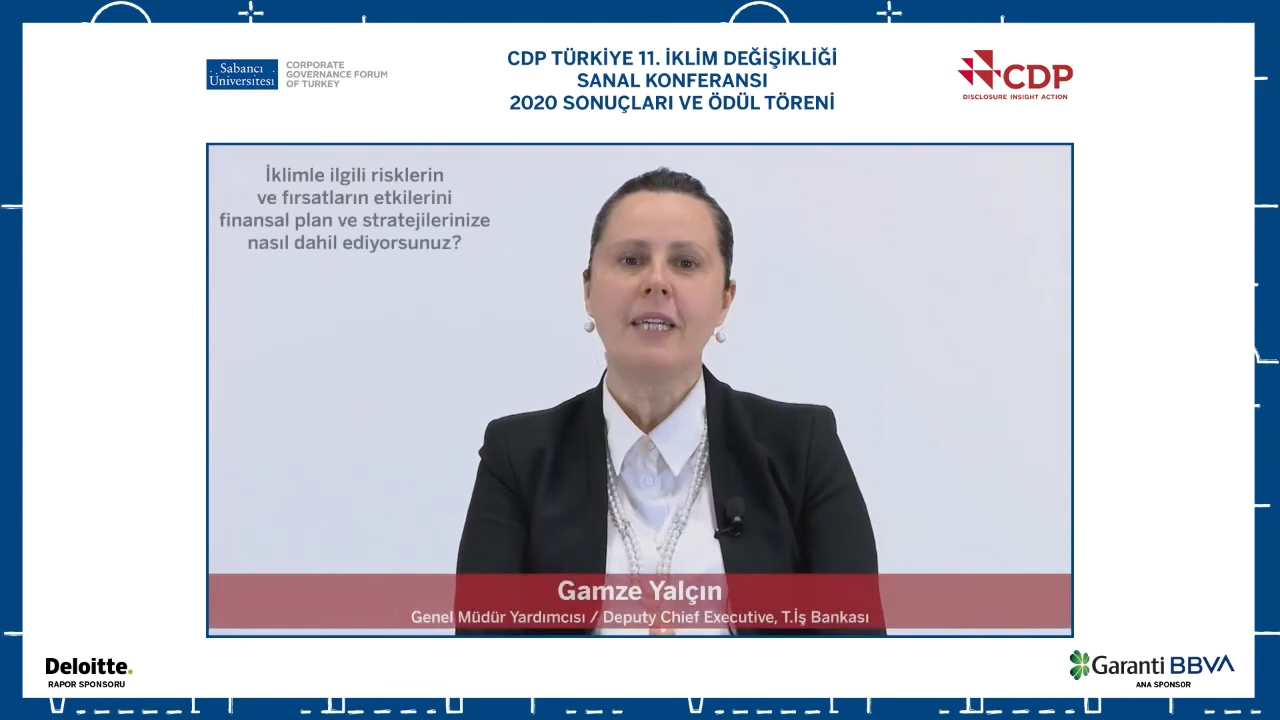 Sabancı
Üniversitesi
CORPORATE
GOVERNANCE FORUM
OF TURKEY
CDP TÜRKİYE 11. İKLİM DEĞİŞİKLİĞİ
SANAL KONFERANSI
2020 SONUÇLARI VE ÖDÜL TÖRENİ
CDP
DISCLOSURE INSIGHT ACTION
İklimle ilgili risklerin
ve fırsatların etkilerini
finansal plan ve stratejilerinize
nasıl dahil ediyorsunuz?
Gamze Yalçın
Genel Müdür Yardımcısı / Deputy Chief Executive, T.İş Bankası
Deloitte.
RAPOR SPONSORU
Garanti BBVA
ANA SPONSOR